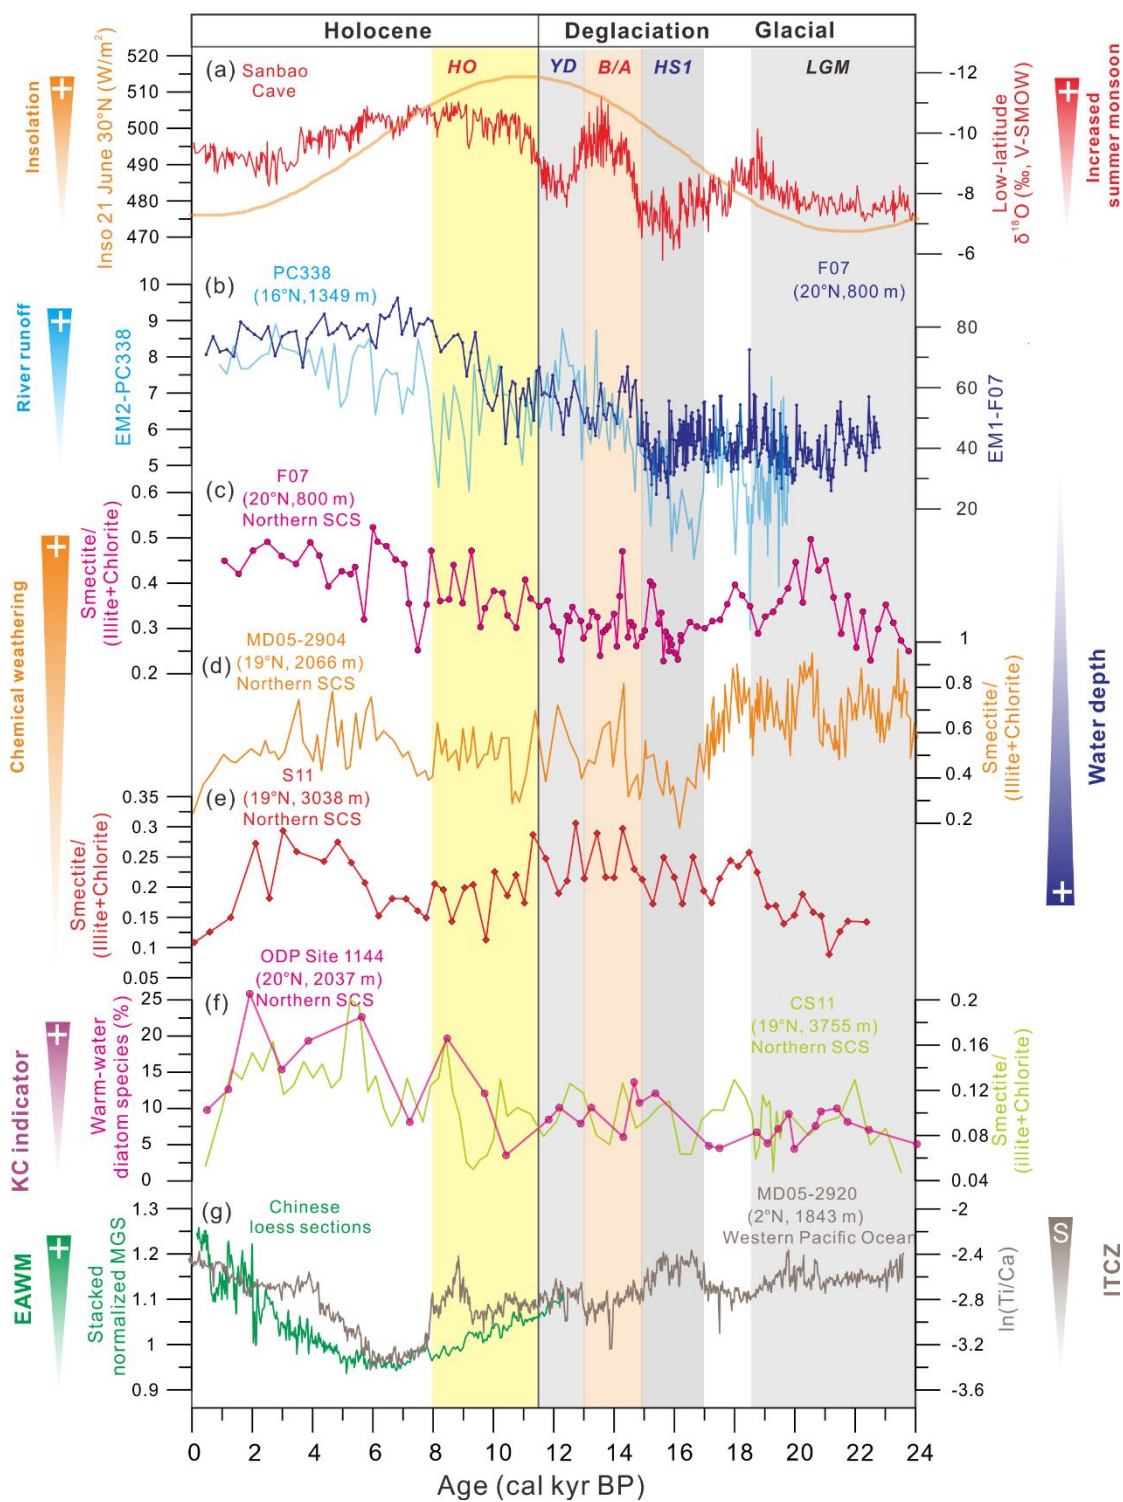 Holocene
Deglaciation
Glacial
(a)
Sanbao
Cave
HO
YD
B/A
HS1
LGM
Insolation
+
Inso 21 June 30°N (W/m²)
520
510
500
490
480
470
-12
-10
-8
-6
Low-latitude
δ¹⁸O (‰, V-SMOW)
+
Increased
summer monsoon
(b)
PC338
(16°N,1349 m)
F07
(20°N,800 m)
River runoff
+
EM2-PC338
10
9
8
7
6
5
80
60
40
20
EM1-F07
(c)
F07
(20°N,800 m)
Northern SCS
Chemical weathering
+
Smectite/
(Illite+Chlorite)
0.6
0.5
0.4
0.3
0.2
(d)
MD05-2904
(19°N, 2066 m)
Northern SCS
1
0.8
0.6
0.4
0.2
Smectite/
(Illite+Chlorite)
Water depth
+
(e)
S11
(19°N, 3038 m)
Northern SCS
Smectite/
(Illite+Chlorite)
0.35
0.3
0.25
0.2
0.15
0.1
0.05
(f)
ODP Site 1144
(20°N, 2037 m)
Northern SCS
CS11
(19°N, 3755 m)
Northern SCS
KC indicator
+
Warm-water
diatom species (%)
25
20
15
10
5
0
0.2
0.16
0.12
0.08
0.04
Smectite/
(illite+Chlorite)
(g)
Chinese
loess sections
MD05-2920
(2°N, 1843 m)
Western Pacific Ocean
EAWM
+
Stacked
normalized MGS
1.3
1.2
1.1
1
0.9
-2
-2.4
-2.8
-3.2
-3.6
ln(Ti/Ca)
S
ITCZ
0 2 4 6 8 10 12 14 16 18 20 22 24
Age (cal kyr BP)